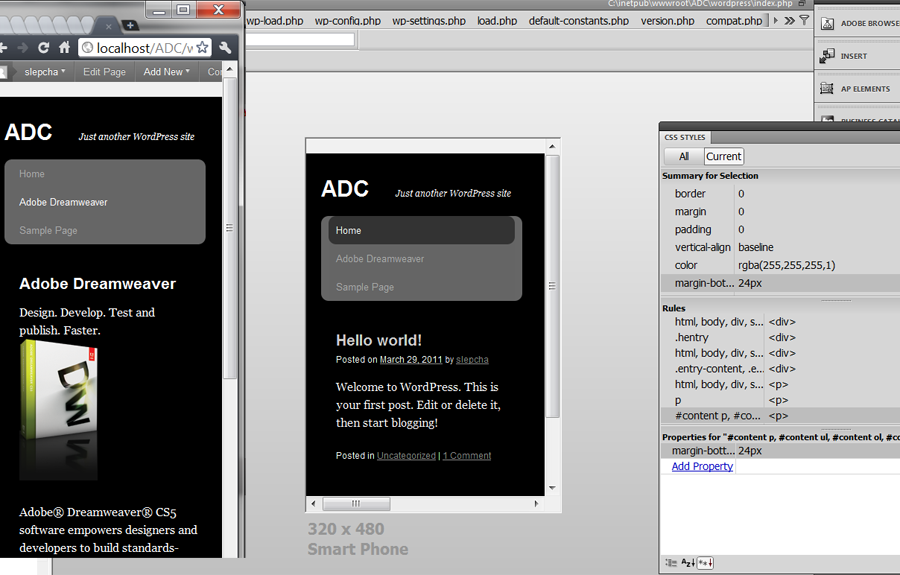 C:\inetpub\wwwroot\ADC\wordpress\index.php
wp-load.php wp-config.php wp-settings.php load.php default-constants.php version.php compat.php
localhost/ADC/w
slepcha Edit Page Add New Co
ADC
Just another WordPress site
Home
Adobe Dreamweaver
Sample Page
Adobe Dreamweaver
Design. Develop. Test and
publish. Faster.
DW
Adobe® Dreamweaver® CS5
software empowers designers and
developers to build standards-
ADC
Just another WordPress site
Home
Adobe Dreamweaver
Sample Page
Hello world!
Posted on March 29, 2011 by slepcha
Welcome to WordPress. This is
your first post. Edit or delete it,
then start blogging!
Posted in Uncategorized | 1 Comment
320 x 480
Smart Phone
ADOBE BROWS
INSERT
AP ELEMENTS
BUSINESS CATA
CSS STYLES
All Current
Summary for Selection
border 0
margin 0
padding 0
vertical-align baseline
color rgba(255,255,255,1)
margin-bot... 24px
Rules
html, body, div, s... <div>
.hentry <div>
html, body, div, s... <div>
.entry-content, .e... <div>
html, body, div, s... <p>
p <p>
#content p, #co... <p>
Properties for "#content p, #content ul, #content ol, #co
margin-bott... 24px
Add Property